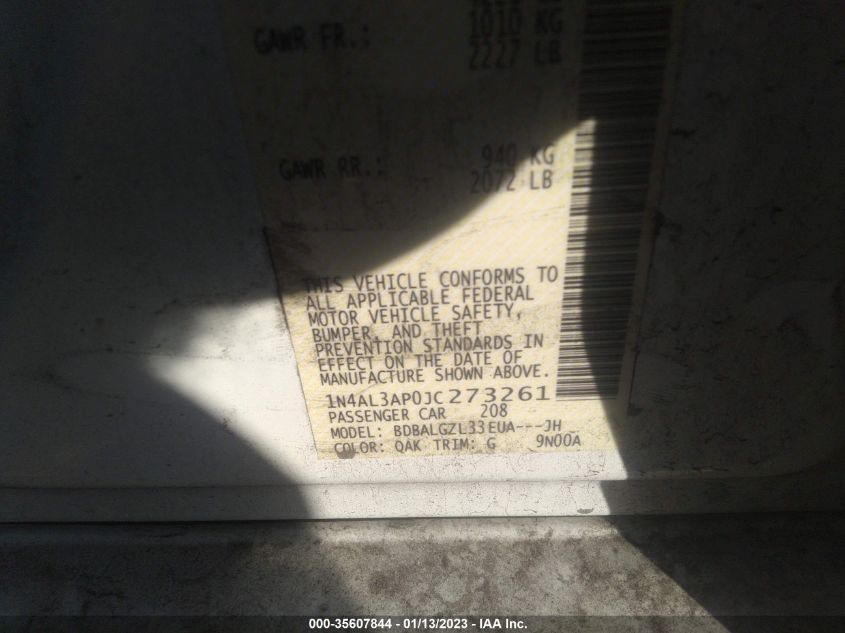 GAWR FR.: 1010 KG
2227 LB
GAWR RR.: 940 KG
2072 LB
THIS VEHICLE CONFORMS TO
ALL APPLICABLE FEDERAL
MOTOR VEHICLE SAFETY,
BUMPER, AND THEFT
PREVENTION STANDARDS IN
EFFECT ON THE DATE OF
MANUFACTURE SHOWN ABOVE.
1N4AL3AP0JC273261
PASSENGER CAR 208
MODEL: BDBALGZL33EUA---JH
COLOR: QAK TRIM: G 9N00A
000-35607844 - 01/13/2023 - IAA Inc.